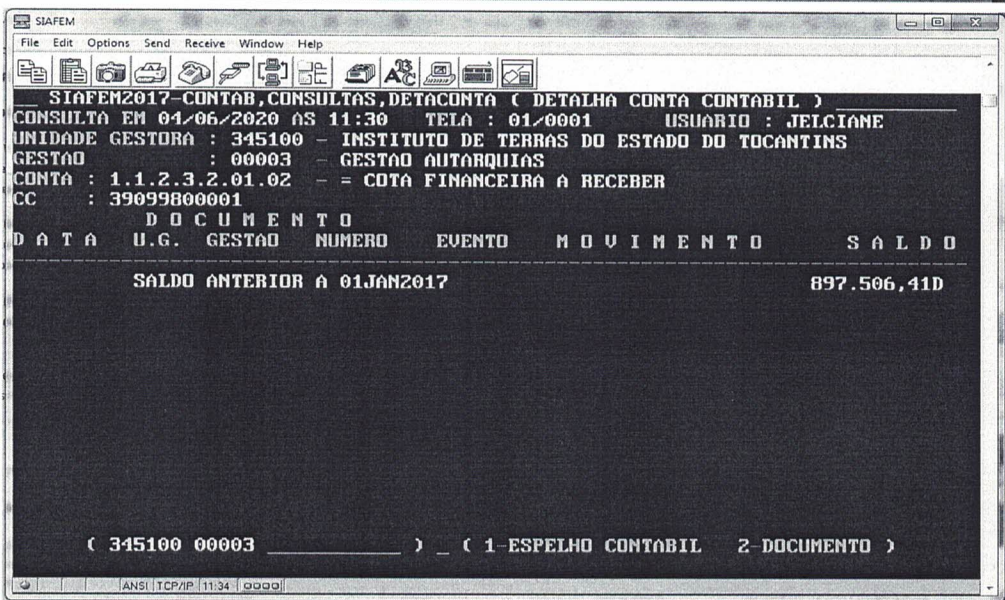 SIAFEM
File Edit Options Send Receive Window Help
__ SIAFEM2017-CONTAB,CONSULTAS,DETACONTA ( DETALHA CONTA CONTABIL ) __________
CONSULTA EM 04/06/2020 AS 11:30 TELA : 01/0001 USUARIO : JELCIANE
UNIDADE GESTORA : 345100 - INSTITUTO DE TERRAS DO ESTADO DO TOCANTINS
GESTAO : 00003 - GESTAO AUTARQUIAS
CONTA : 1.1.2.3.2.01.02 - = COTA FINANCEIRA A RECEBER
CC : 39099800001
D O C U M E N T O
D A T A U.G. GESTAO NUMERO EVENTO M O V I M E N T O S A L D O
SALDO ANTERIOR A 01JAN2017 897.506,41D
( 345100 00003 ____________ ) _ ( 1-ESPELHO CONTABIL 2-DOCUMENTO )
ANSI TCP/IP 11:34